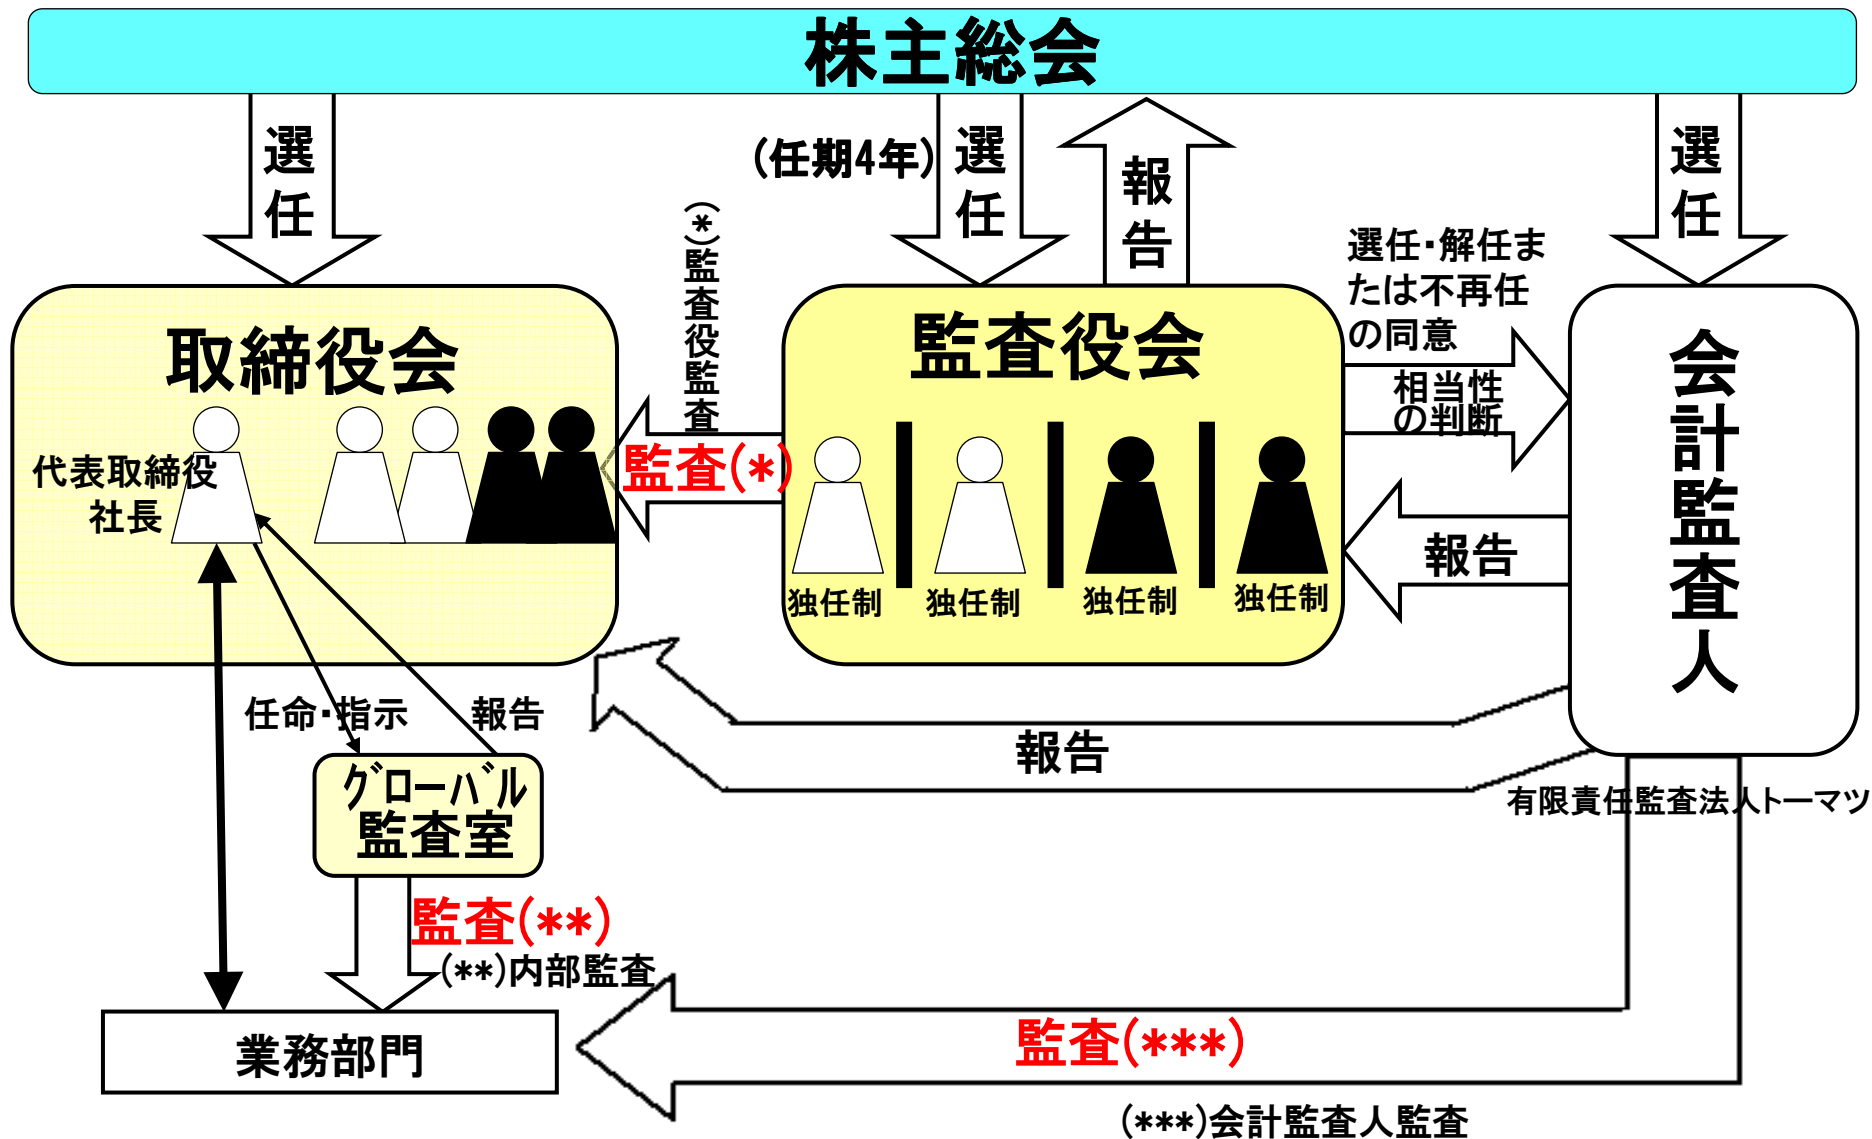 株主総会
選任
(任期4年)
選任
報告
選任
(*)監査役監査
選任・解任ま
たは不再任
の同意
相当性
の判断
取締役会
監査役会
会計監査人
代表取締役
社長
監査(*)
独任制
独任制
独任制
独任制
報告
任命・指示
報告
報告
グローバル
監査室
有限責任監査法人トーマツ
監査(**)
(**)内部監査
業務部門
監査(***)
(***)会計監査人監査